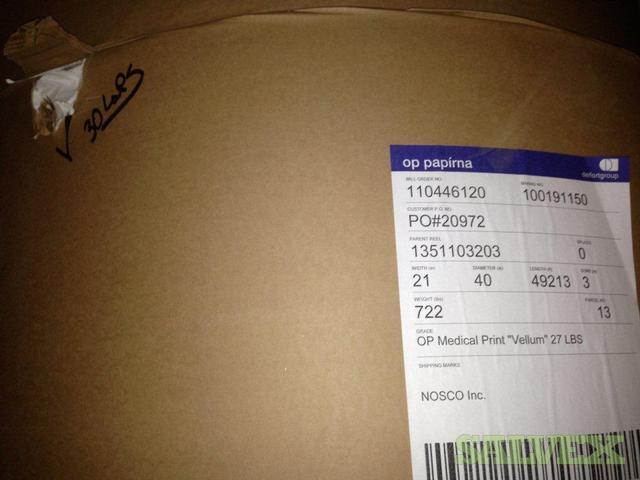 ✓ 30 LaPS
op papírna
delfortgroup
MILL ORDER NO.
MAKING NO.
110446120
100191150
CUSTOMER P.O. NO.
PO#20972
PARENT REEL
SPLICES
1351103203
0
WIDTH (in)
DIAMETER (in)
LENGTH (ft)
CORE (in)
21
40
49213
3
WEIGHT (lbs)
PARCEL NO.
722
13
GRADE
OP Medical Print "Vellum" 27 LBS
SHIPPING MARKS
NOSCO Inc.
SALVEX